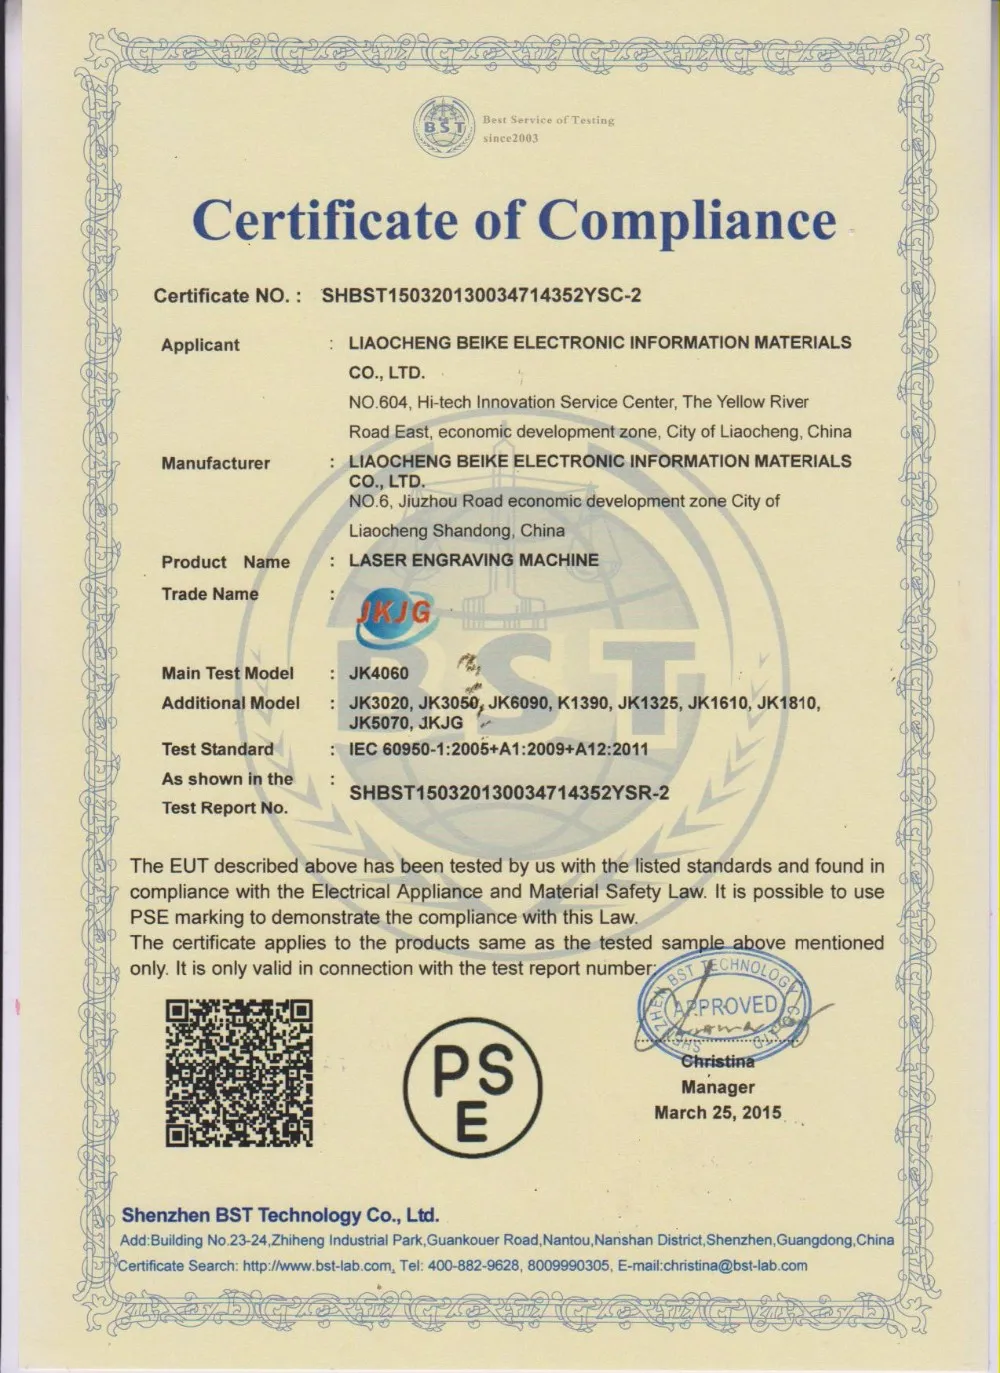 BST
Best Service of Testing
since2003
Certificate of Compliance
Certificate NO. : SHBST150320130034714352YSC-2
Applicant : LIAOCHENG BEIKE ELECTRONIC INFORMATION MATERIALS
CO., LTD.
NO.604, Hi-tech Innovation Service Center, The Yellow River
Road East, economic development zone, City of Liaocheng, China
Manufacturer : LIAOCHENG BEIKE ELECTRONIC INFORMATION MATERIALS
CO., LTD.
NO.6, Jiuzhou Road economic development zone City of
Liaocheng Shandong, China
Product Name : LASER ENGRAVING MACHINE
Trade Name :
JKJG
BST
Main Test Model : JK4060
Additional Model : JK3020, JK3050, JK6090, K1390, JK1325, JK1610, JK1810,
JK5070, JKJG
Test Standard : IEC 60950-1:2005+A1:2009+A12:2011
As shown in the :
Test Report No.
SHBST150320130034714352YSR-2
The EUT described above has been tested by us with the listed standards and found in
compliance with the Electrical Appliance and Material Safety Law. It is possible to use
PSE marking to demonstrate the compliance with this Law.
The certificate applies to the products same as the tested sample above mentioned
only. It is only valid in connection with the test report number:
SHENZHEN BST TECHNOLOGY CO.,LTD
APPROVED
PS
E
Christina
Manager
March 25, 2015
Shenzhen BST Technology Co., Ltd.
Add:Building No.23-24,Zhiheng Industrial Park,Guankouer Road,Nantou,Nanshan District,Shenzhen,Guangdong,China
Certificate Search: http://www.bst-lab.com, Tel: 400-882-9628, 8009990305, E-mail:christina@bst-lab.com